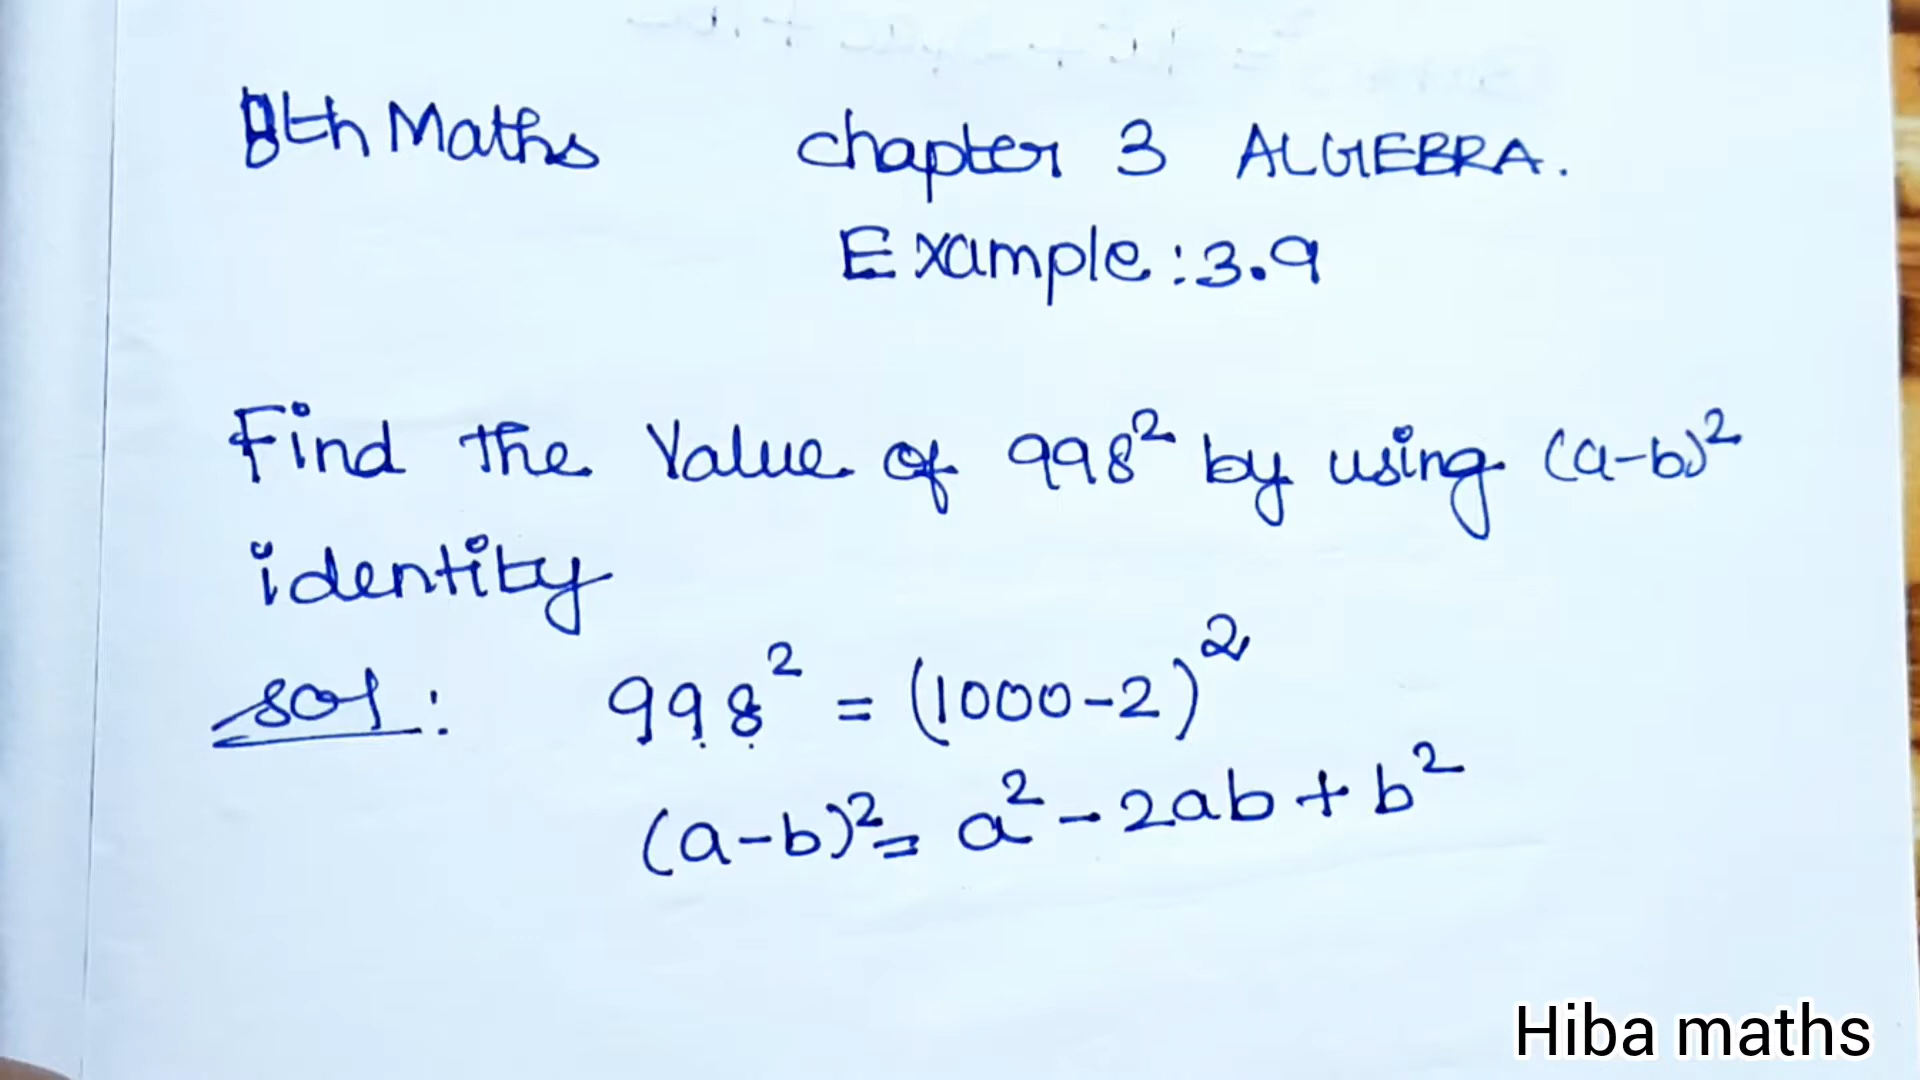 8th Maths chapter 3 ALGEBRA.
Example : 3.9
Find the Value of 998² by using (a-b)²
identity
Sol : 998² = (1000-2)²
(a-b)² = a² - 2ab + b²
Hiba maths